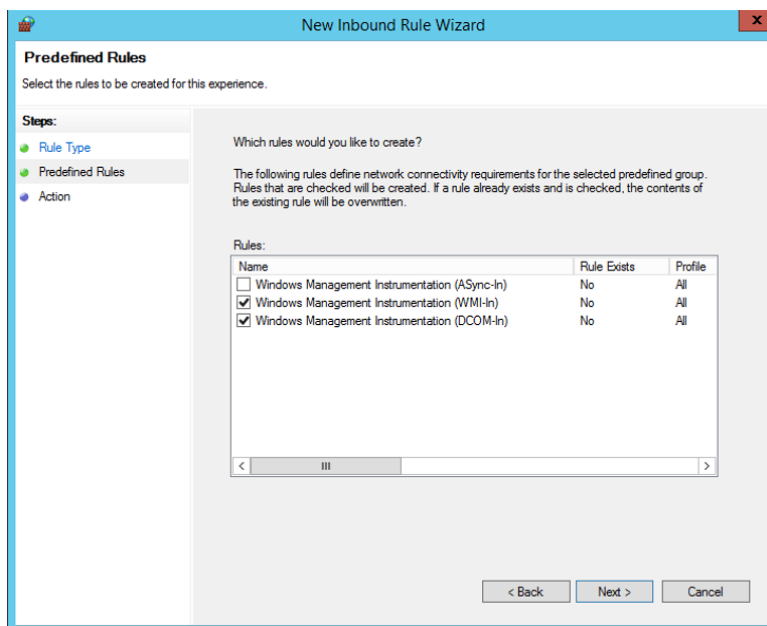 New Inbound Rule Wizard
x
Predefined Rules
Select the rules to be created for this experience.
Steps:
Rule Type
Predefined Rules
Action
Which rules would you like to create?
The following rules define network connectivity requirements for the selected predefined group.
Rules that are checked will be created. If a rule already exists and is checked, the contents of
the existing rule will be overwritten.
Rules:
Name Rule Exists Profile
Windows Management Instrumentation (ASync-In) No All
Windows Management Instrumentation (WMI-In) No All
Windows Management Instrumentation (DCOM-In) No All
< Back Next > Cancel